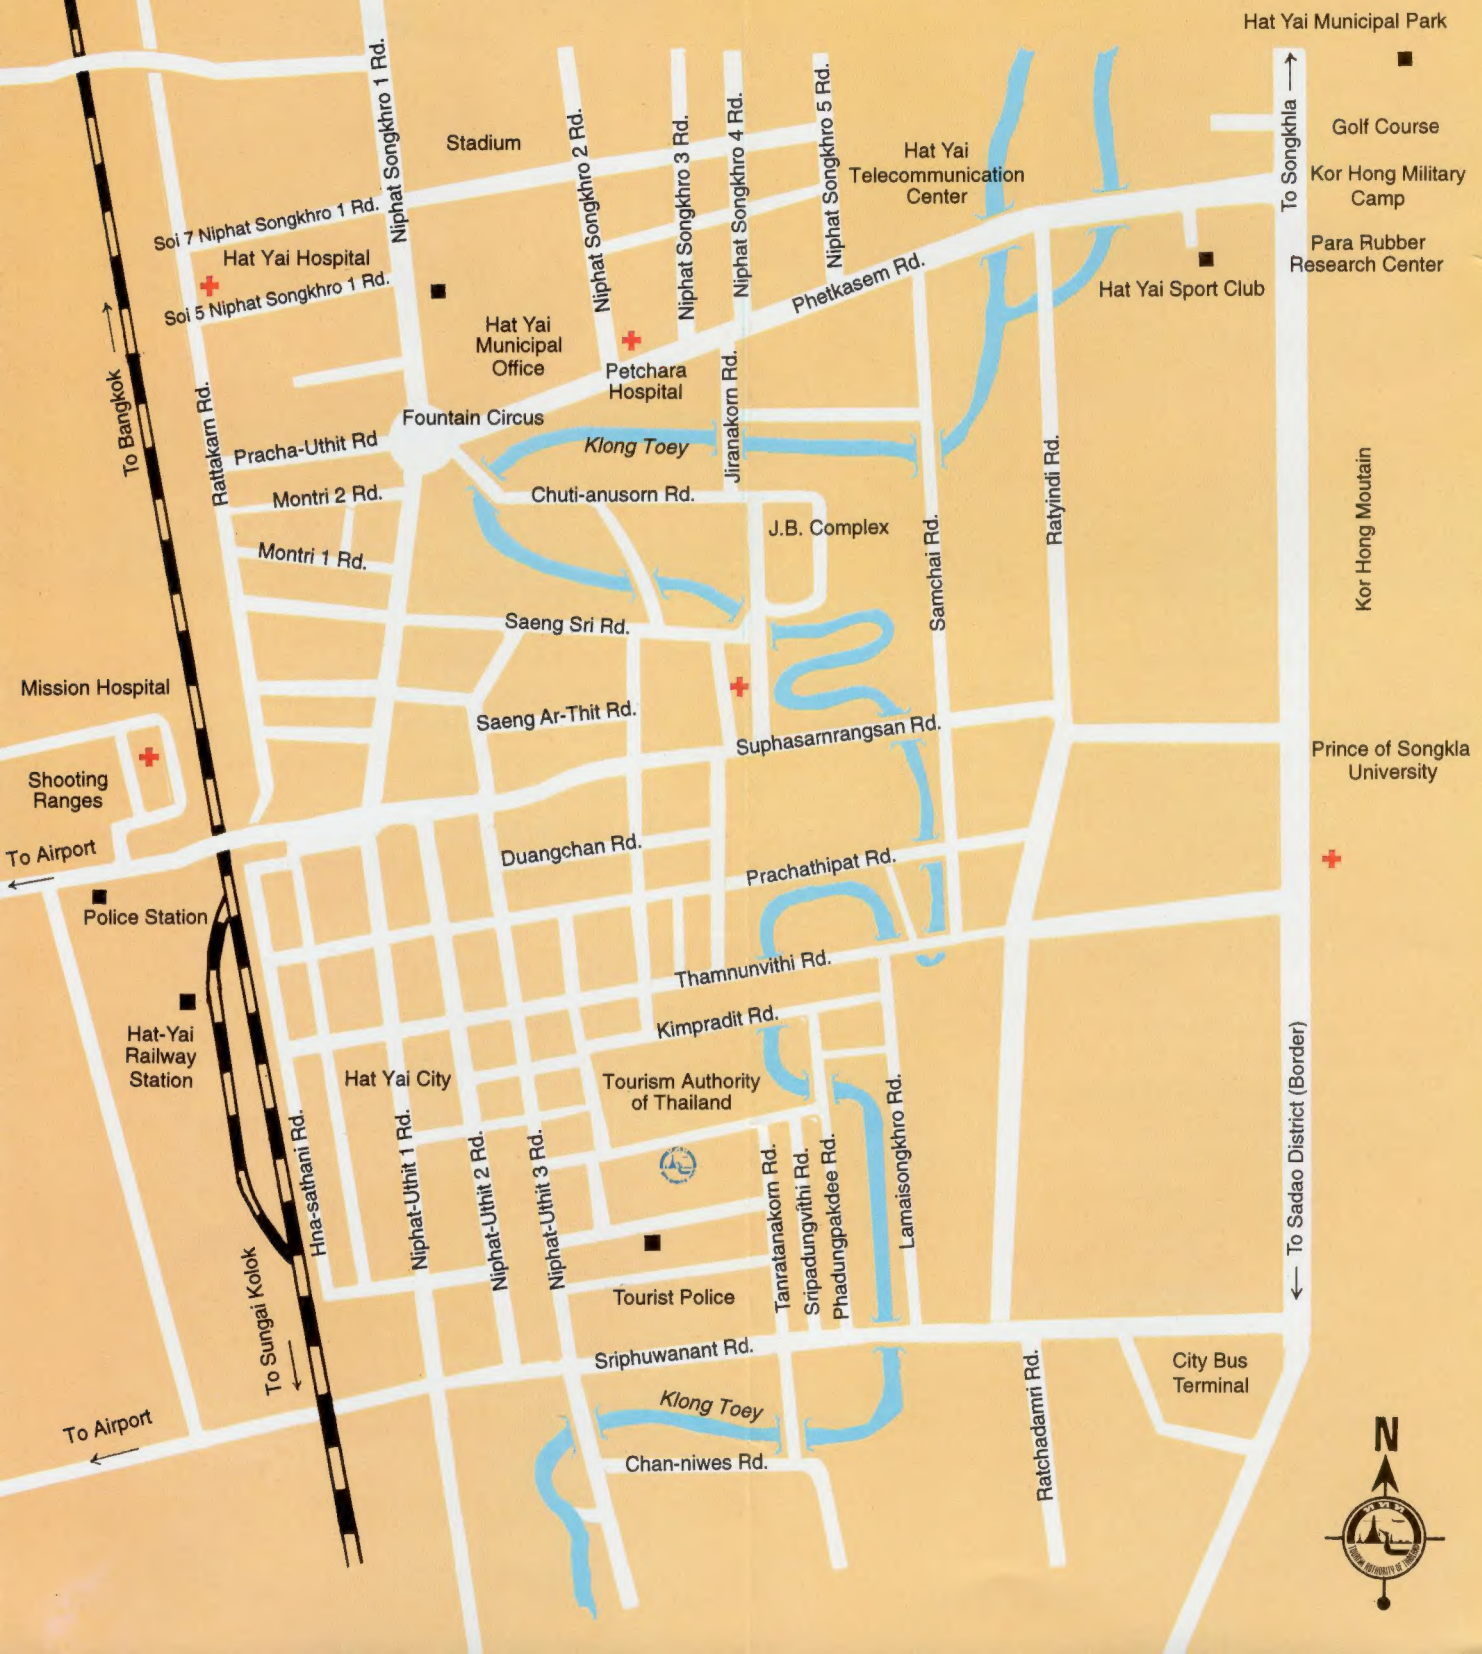 Hat Yai Municipal Park
Niphat Songkhro 1 Rd.
Stadium
Niphat Songkhro 2 Rd.
Niphat Songkhro 3 Rd.
Niphat Songkhro 4 Rd.
Niphat Songkhro 5 Rd.
Hat Yai
Telecommunication
Center
To Songkhla
Golf Course
Kor Hong Military
Camp
Para Rubber
Research Center
Soi 7 Niphat Songkhro 1 Rd.
Hat Yai Hospital
Soi 5 Niphat Songkhro 1 Rd.
Phetkasem Rd.
Hat Yai Sport Club
Hat Yai
Municipal
Office
Petchara
Hospital
Jiranakorn Rd.
To Bangkok
Rattakarn Rd.
Fountain Circus
Pracha-Uthit Rd
Klong Toey
Montri 2 Rd.
Chuti-anusorn Rd.
Montri 1 Rd.
J.B. Complex
Samchai Rd.
Ratyindi Rd.
Kor Hong Moutain
Saeng Sri Rd.
Mission Hospital
Saeng Ar-Thit Rd.
Suphasarnrangsan Rd.
Prince of Songkla
University
Shooting
Ranges
To Airport
Duangchan Rd.
Prachathipat Rd.
Police Station
Thamnunvithi Rd.
Kimpradit Rd.
Hat-Yai
Railway
Station
Hat Yai City
Tourism Authority
of Thailand
To Sadao District (Border)
Hna-sathani Rd.
Niphat-Uthit 1 Rd.
Niphat-Uthit 2 Rd.
Niphat-Uthit 3 Rd.
Tanratanakorn Rd.
Sripadungvithi Rd.
Phadungpakdee Rd.
Lamaisongkhro Rd.
To Sungai Kolok
Tourist Police
Sriphuwanant Rd.
City Bus
Terminal
To Airport
Klong Toey
Chan-niwes Rd.
Ratchadamri Rd.
N
TOURISM AUTHORITY OF THAILAND